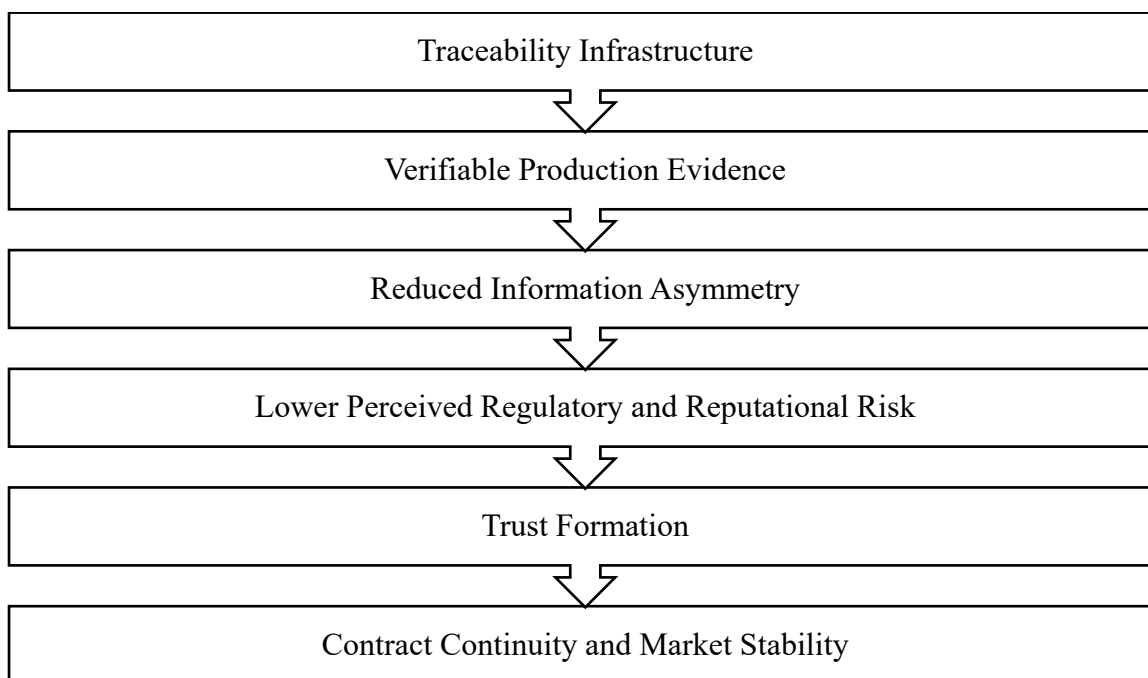 Traceability Infrastructure
Verifiable Production Evidence
Reduced Information Asymmetry
Lower Perceived Regulatory and Reputational Risk
Trust Formation
Contract Continuity and Market Stability